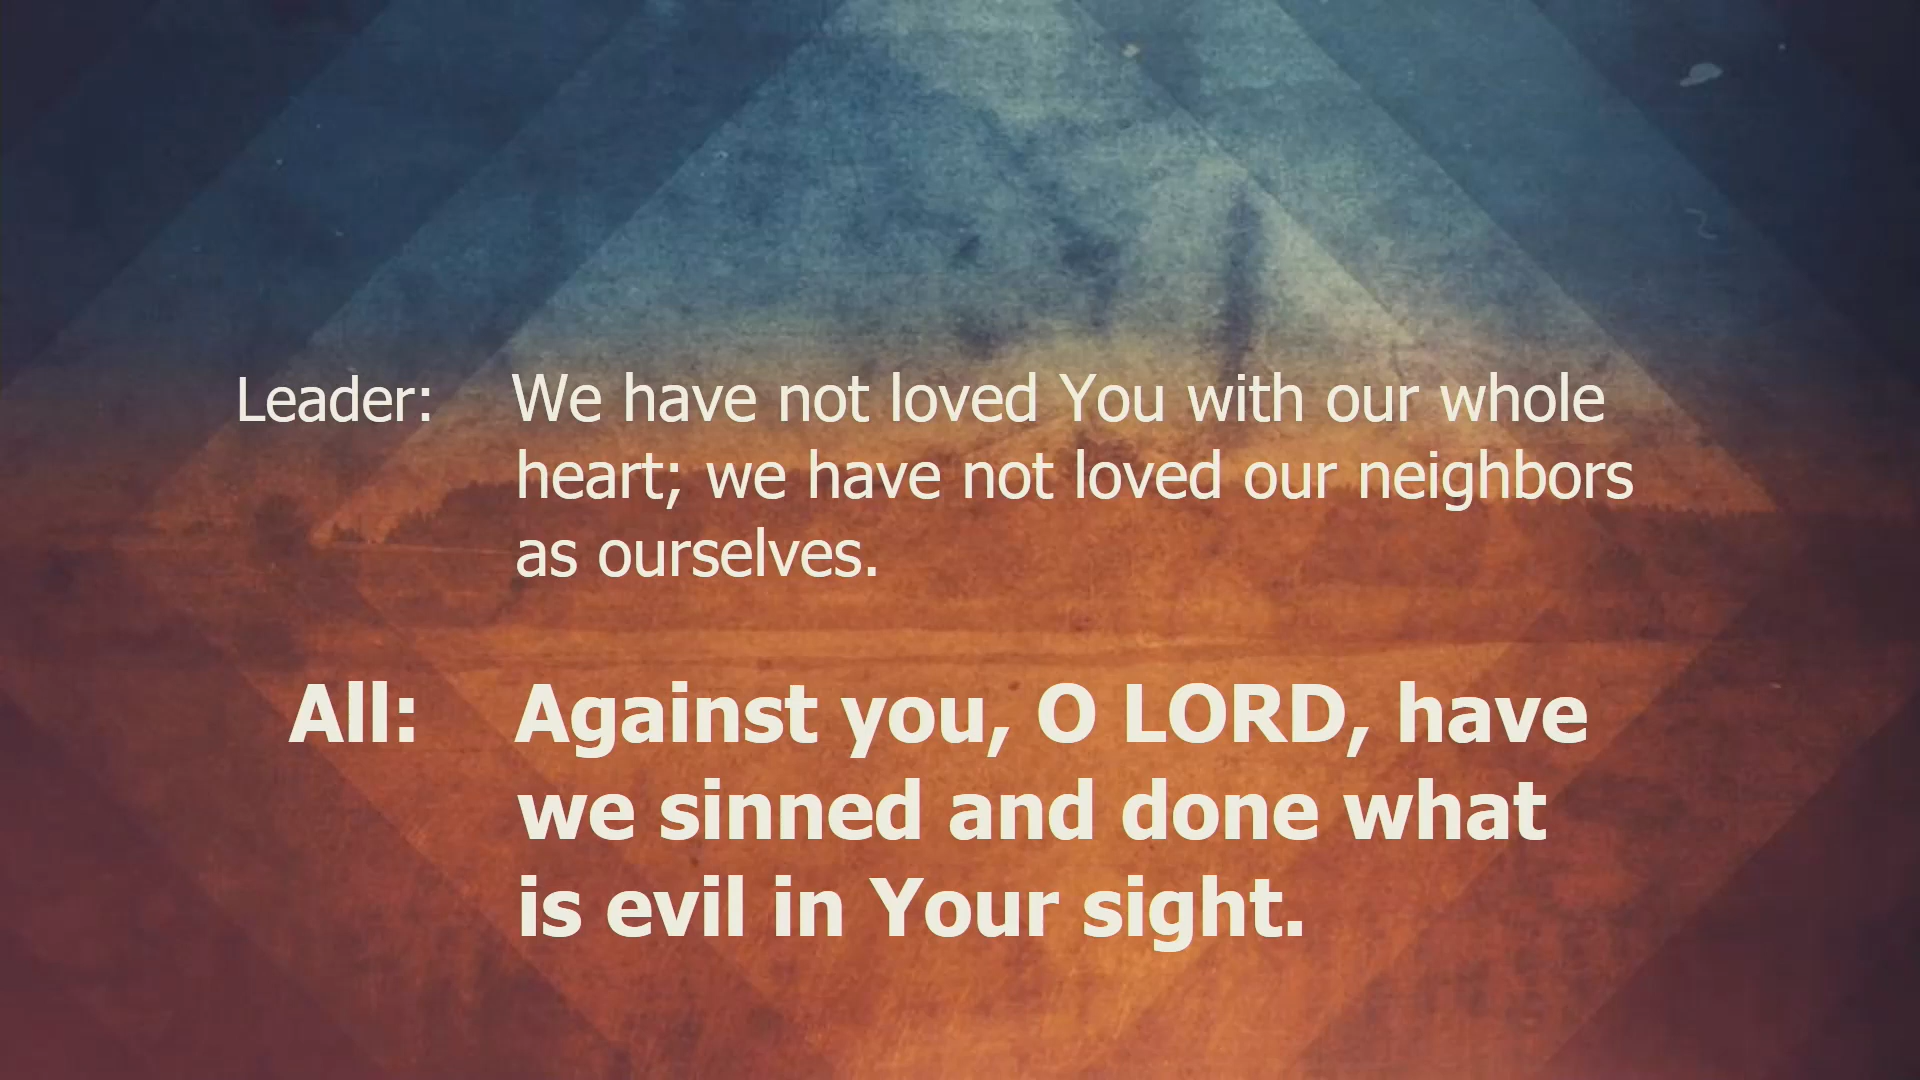 Leader: We have not loved You with our whole
heart; we have not loved our neighbors
as ourselves.
All: Against you, O LORD, have
we sinned and done what
is evil in Your sight.